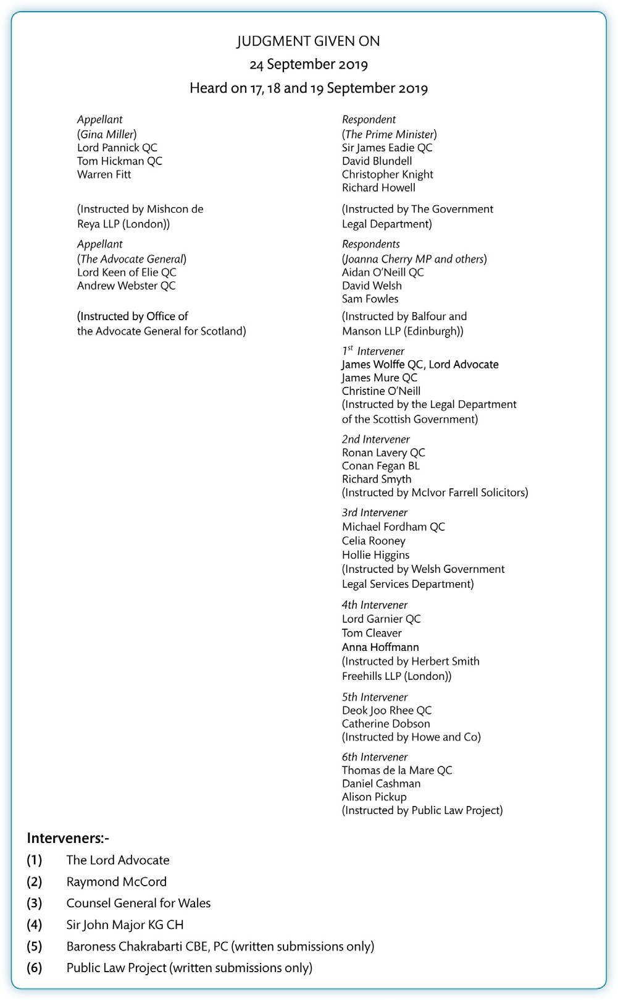 JUDGMENT GIVEN ON
24 September 2019
Heard on 17, 18 and 19 September 2019
Appellant
(Gina Miller)
Lord Pannick QC
Tom Hickman QC
Warren Fitt
(Instructed by Mishcon de
Reya LLP (London))
Respondent
(The Prime Minister)
Sir James Eadie QC
David Blundell
Christopher Knight
Richard Howell
(Instructed by The Government
Legal Department)
Appellant
(The Advocate General)
Lord Keen of Elie QC
Andrew Webster QC
(Instructed by Office of
the Advocate General for Scotland)
Respondents
(Joanna Cherry MP and others)
Aidan O'Neill QC
David Welsh
Sam Fowles
(Instructed by Balfour and
Manson LLP (Edinburgh))
1st Intervener
James Wolffe QC, Lord Advocate
James Mure QC
Christine O'Neill
(Instructed by the Legal Department
of the Scottish Government)
2nd Intervener
Ronan Lavery QC
Conan Fegan BL
Richard Smyth
(Instructed by McIvor Farrell Solicitors)
3rd Intervener
Michael Fordham QC
Celia Rooney
Hollie Higgins
(Instructed by Welsh Government
Legal Services Department)
4th Intervener
Lord Garnier QC
Tom Cleaver
Anna Hoffmann
(Instructed by Herbert Smith
Freehills LLP (London))
5th Intervener
Deok Joo Rhee QC
Catherine Dobson
(Instructed by Howe and Co)
6th Intervener
Thomas de la Mare QC
Daniel Cashman
Alison Pickup
(Instructed by Public Law Project)
Interveners:-
(1) The Lord Advocate
(2) Raymond McCord
(3) Counsel General for Wales
(4) Sir John Major KG CH
(5) Baroness Chakrabarti CBE, PC (written submissions only)
(6) Public Law Project (written submissions only)